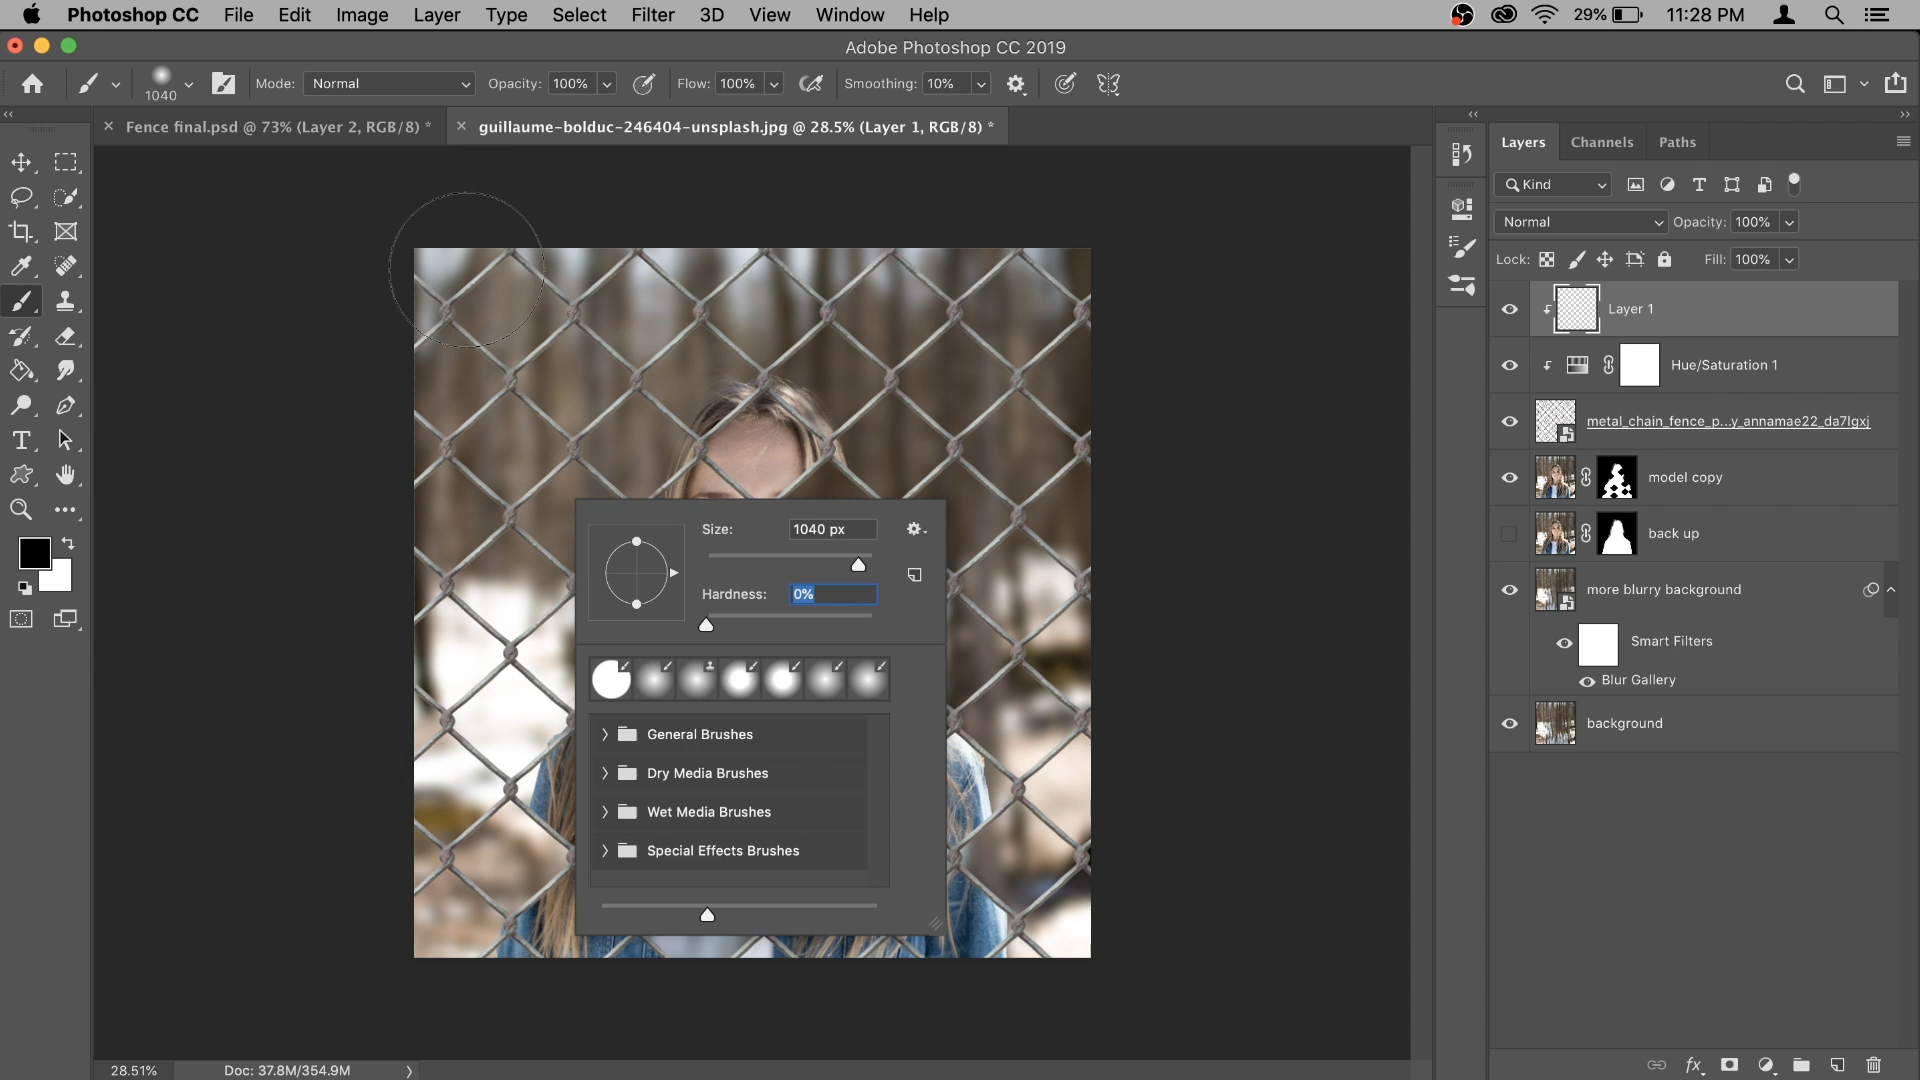 Photoshop CC File Edit Image Layer Type Select Filter 3D View Window Help 29% 11:28 PM
Adobe Photoshop CC 2019
1040 Mode: Normal Opacity: 100% Flow: 100% Smoothing: 10%
Fence final.psd @ 73% (Layer 2, RGB/8) *
guillaume-bolduc-246404-unsplash.jpg @ 28.5% (Layer 1, RGB/8) *
Layers Channels Paths
Kind
Normal Opacity: 100%
Lock: Fill: 100%
Layer 1
Hue/Saturation 1
metal_chain_fence_p...y_annamae22_da7lgxj
model copy
back up
more blurry background
Smart Filters
Blur Gallery
background
Size: 1040 px
Hardness: 0%
General Brushes
Dry Media Brushes
Wet Media Brushes
Special Effects Brushes
28.51% Doc: 37.8M/354.9M